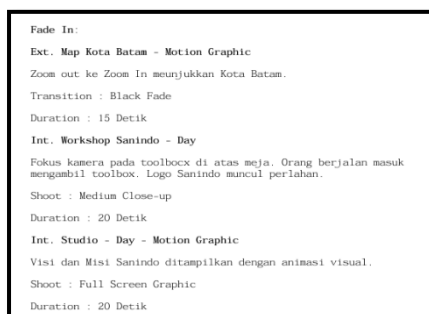 Fade In:
Ext. Map Kota Batam - Motion Graphic
Zoom out ke Zoom In meunjukkan Kota Batam.
Transition : Black Fade
Duration : 15 Detik
Int. Workshop Sanindo - Day
Fokus kamera pada toolbocx di atas meja. Orang berjalan masuk
mengambil toolbox. Logo Sanindo muncul perlahan.
Shoot : Medium Close-up
Duration : 20 Detik
Int. Studio - Day - Motion Graphic
Visi dan Misi Sanindo ditampilkan dengan animasi visual.
Shoot : Full Screen Graphic
Duration : 20 Detik